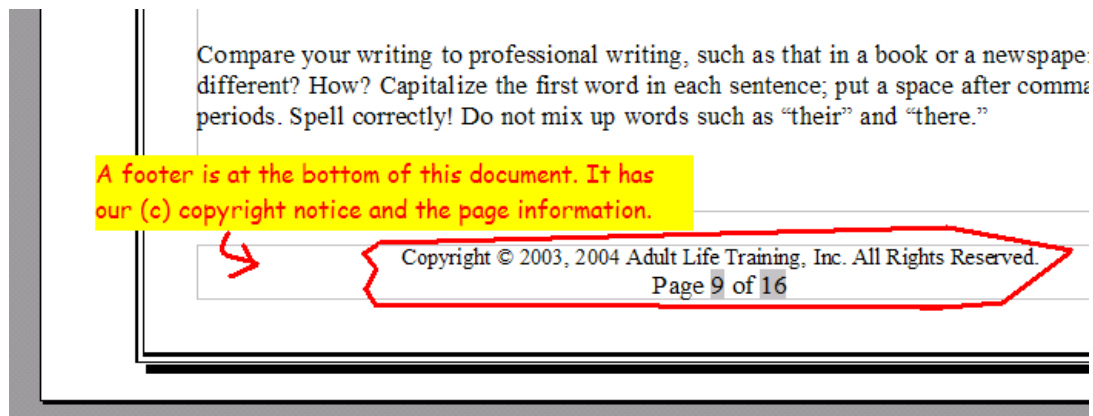 Compare your writing to professional writing, such as that in a book or a newspape
different? How? Capitalize the first word in each sentence; put a space after comma
periods. Spell correctly! Do not mix up words such as “their” and “there.”
A footer is at the bottom of this document. It has
our (c) copyright notice and the page information.
Copyright © 2003, 2004 Adult Life Training, Inc. All Rights Reserved.
Page 9 of 16